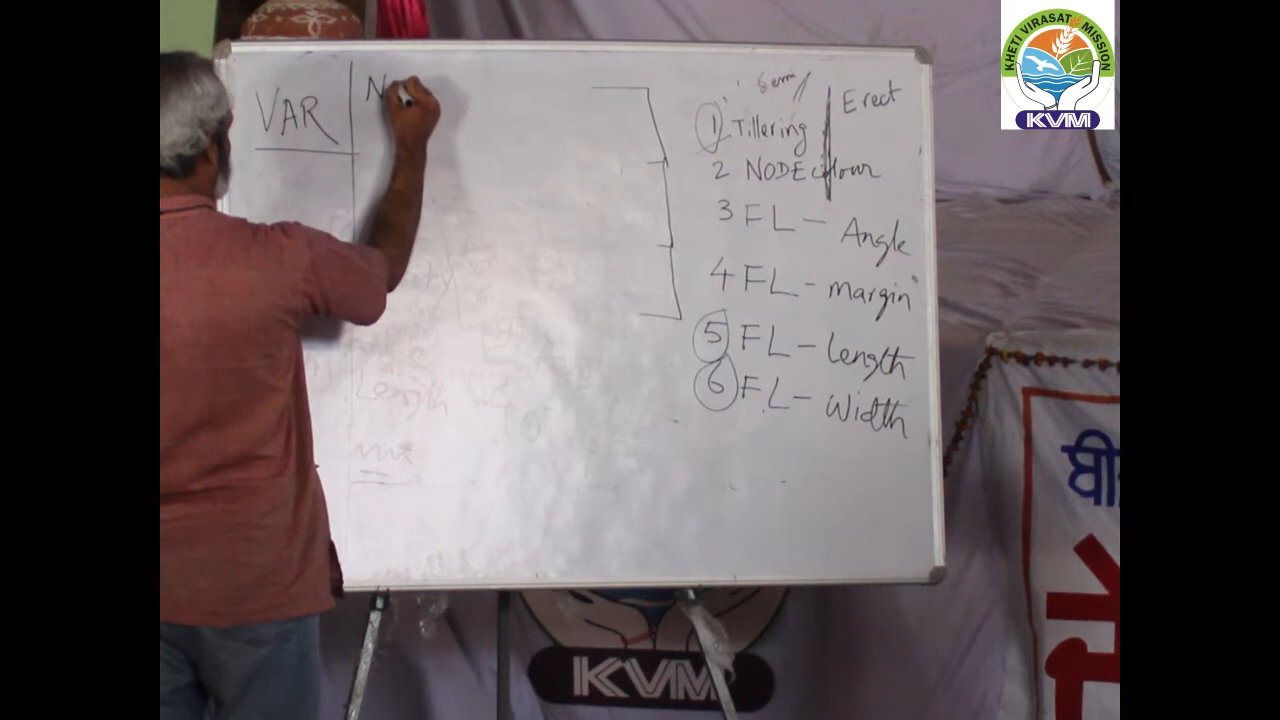 KHETI VIRASAT MISSION
KVM
VAR
N
Semi
Erect
1 Tillering
2 NODE colour
3 FL - Angle
4 FL - margin
5 FL - length
6 FL - Width
Length
KVM